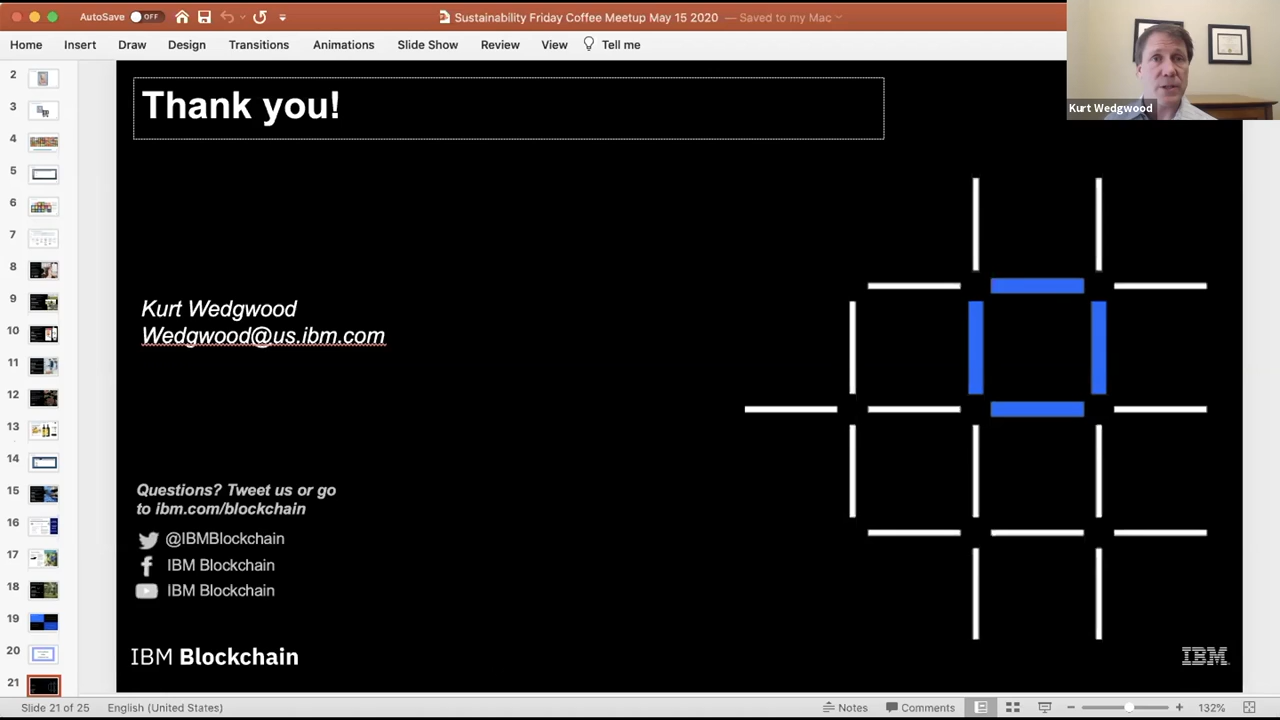 AutoSave OFF
Sustainability Friday Coffee Meetup May 15 2020 — Saved to my Mac
Home Insert Draw Design Transitions Animations Slide Show Review View Tell me
Kurt Wedgwood
2
3
4
5
6
7
8
9
10
11
12
13
14
15
16
17
18
19
20
21
Thank you!
Kurt Wedgwood
Wedgwood@us.ibm.com
Questions? Tweet us or go
to ibm.com/blockchain
@IBMBlockchain
IBM Blockchain
IBM Blockchain
IBM Blockchain
IBM
Slide 21 of 25 English (United States) Notes Comments 132%